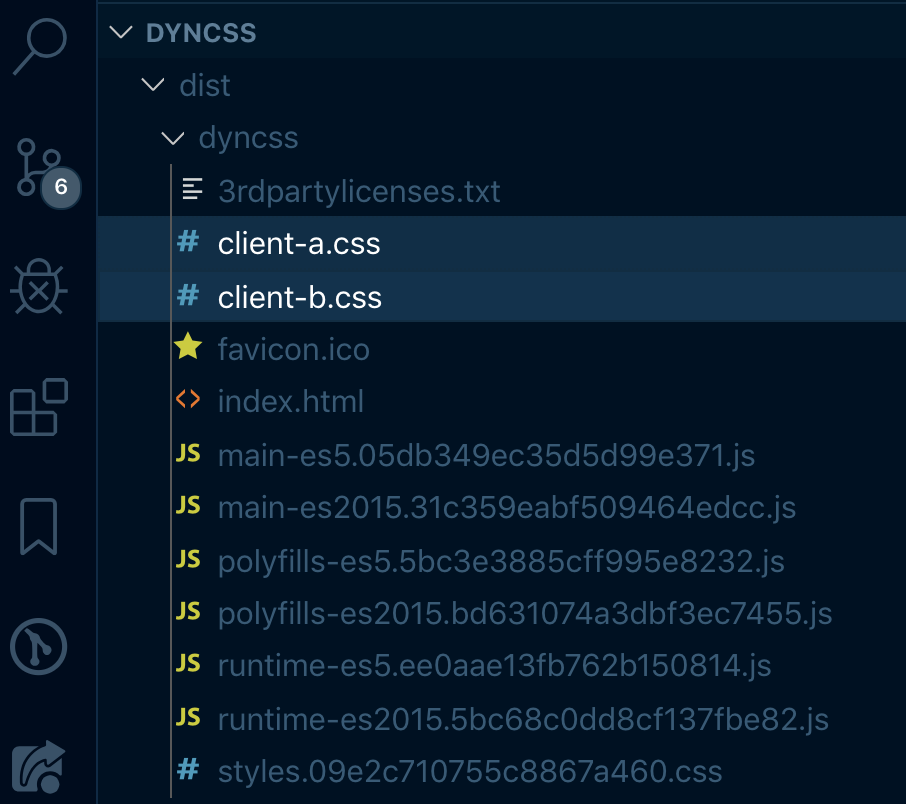 DYNCSS
dist
dyncss
3rdpartylicenses.txt
# client-a.css
6
# client-b.css
favicon.ico
<> index.html
JS main-es5.05db349ec35d5d99e371.js
JS main-es2015.31c359eabf509464edcc.js
JS polyfills-es5.5bc3e3885cff995e8232.js
JS polyfills-es2015.bd631074a3dbf3ec7455.js
JS runtime-es5.ee0aae13fb762b150814.js
JS runtime-es2015.5bc68c0dd8cf137fbe82.js
# styles.09e2c710755c8867a460.css